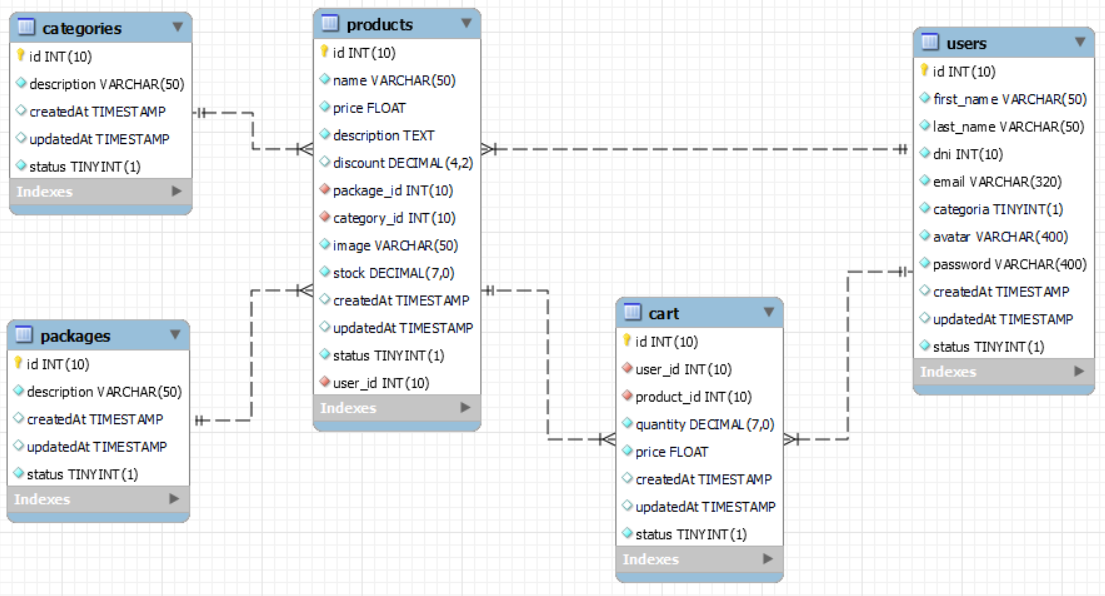 categories
id INT(10)
description VARCHAR(50)
createdAt TIMESTAMP
updatedAt TIMESTAMP
status TINYINT(1)
Indexes
packages
id INT(10)
description VARCHAR(50)
createdAt TIMESTAMP
updatedAt TIMESTAMP
status TINYINT(1)
Indexes
products
id INT(10)
name VARCHAR(50)
price FLOAT
description TEXT
discount DECIMAL(4,2)
package_id INT(10)
category_id INT(10)
image VARCHAR(50)
stock DECIMAL(7,0)
createdAt TIMESTAMP
updatedAt TIMESTAMP
status TINYINT(1)
user_id INT(10)
Indexes
cart
id INT(10)
user_id INT(10)
product_id INT(10)
quantity DECIMAL(7,0)
price FLOAT
createdAt TIMESTAMP
updatedAt TIMESTAMP
status TINYINT(1)
Indexes
users
id INT(10)
first_name VARCHAR(50)
last_name VARCHAR(50)
dni INT(10)
email VARCHAR(320)
categoria TINYINT(1)
avatar VARCHAR(400)
password VARCHAR(400)
createdAt TIMESTAMP
updatedAt TIMESTAMP
status TINYINT(1)
Indexes